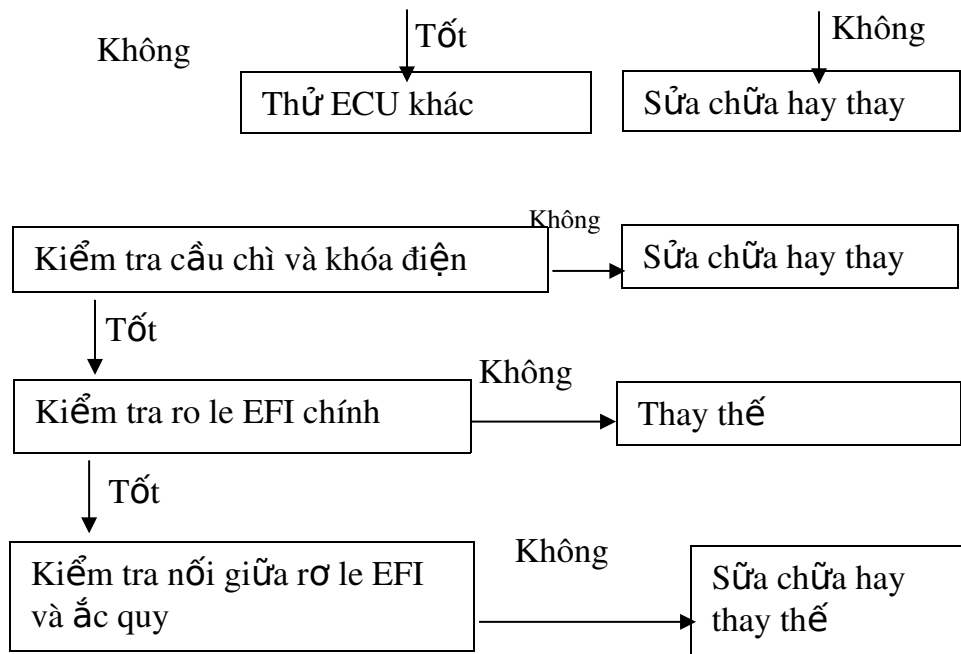 Không
Tốt
Không
Thử ECU khác
Sửa chữa hay thay
Không
Kiểm tra cầu chì và khóa điện
Sửa chữa hay thay
Tốt
Không
Kiểm tra ro le EFI chính
Thay thế
Tốt
Không
Kiểm tra nối giữa rơ le EFI
và ắc quy
Sữa chữa hay
thay thế